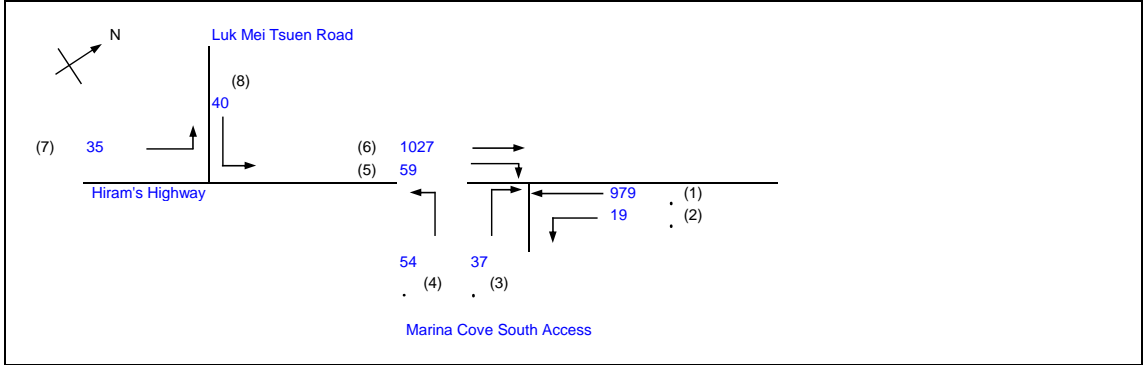 N
Luk Mei Tsuen Road
(8)
40
(7) 35
(6) 1027
(5) 59
Hiram's Highway
979 (1)
19 (2)
54 37
(4) (3)
Marina Cove South Access